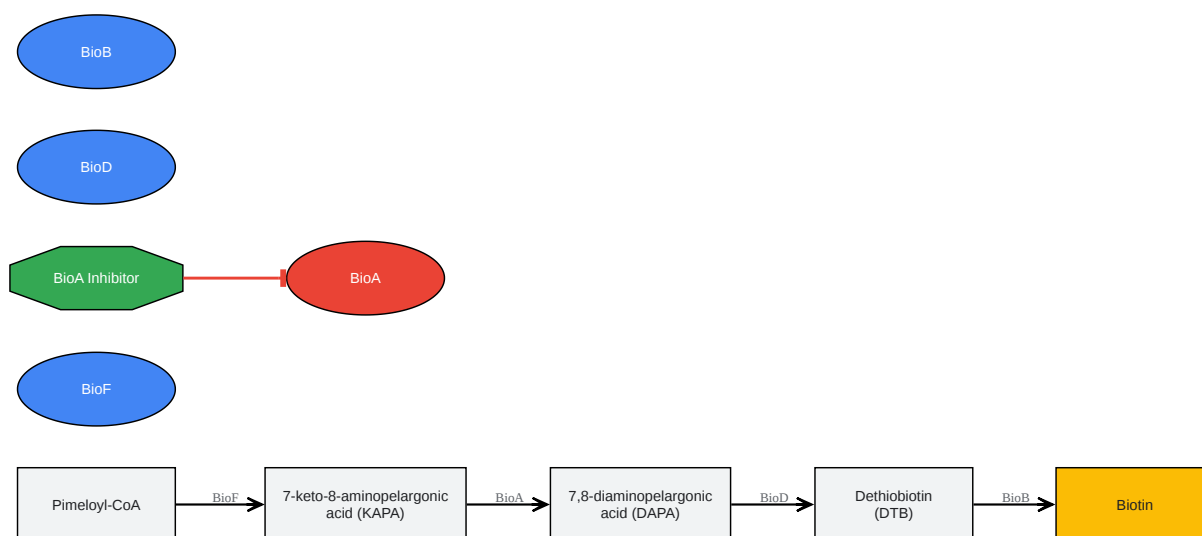 BioB
BioD
BioA Inhibitor
BioA
BioF
Pimeloyl-CoA
BioF
7-keto-8-aminopelargonic
acid (KAPA)
BioA
7,8-diaminopelargonic
acid (DAPA)
BioD
Dethiobiotin
(DTB)
BioB
Biotin